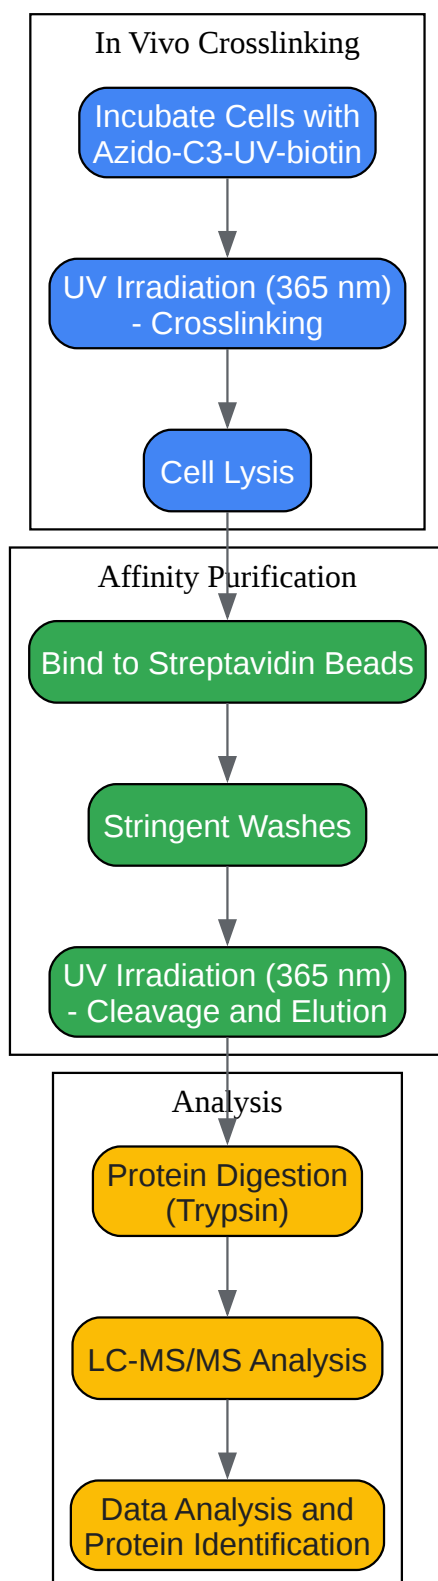 In Vivo Crosslinking
Incubate Cells with
Azido-C3-UV-biotin
UV Irradiation (365 nm)
- Crosslinking
Cell Lysis
Affinity Purification
Bind to Streptavidin Beads
Stringent Washes
UV Irradiation (365 nm)
- Cleavage and Elution
Analysis
Protein Digestion
(Trypsin)
LC-MS/MS Analysis
Data Analysis and
Protein Identification